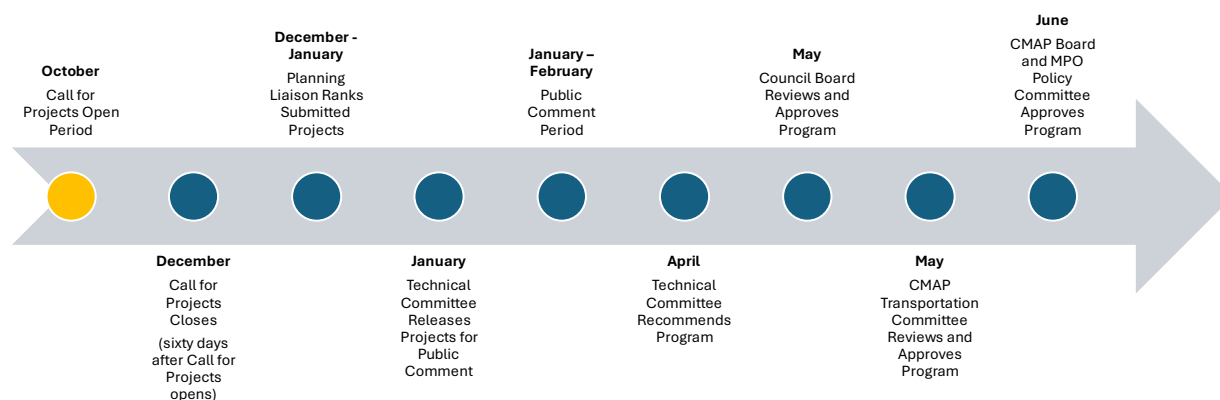 October
Call for
Projects Open
Period
December
Call for
Projects
Closes
(sixty days
after Call for
Projects
opens)
December -
January
Planning
Liaison Ranks
Submitted
Projects
January
Technical
Committee
Releases
Projects for
Public
Comment
January –
February
Public
Comment
Period
April
Technical
Committee
Recommends
Program
May
Council Board
Reviews and
Approves
Program
May
CMAP
Transportation
Committee
Reviews and
Approves
Program
June
CMAP Board
and MPO
Policy
Committee
Approves
Program